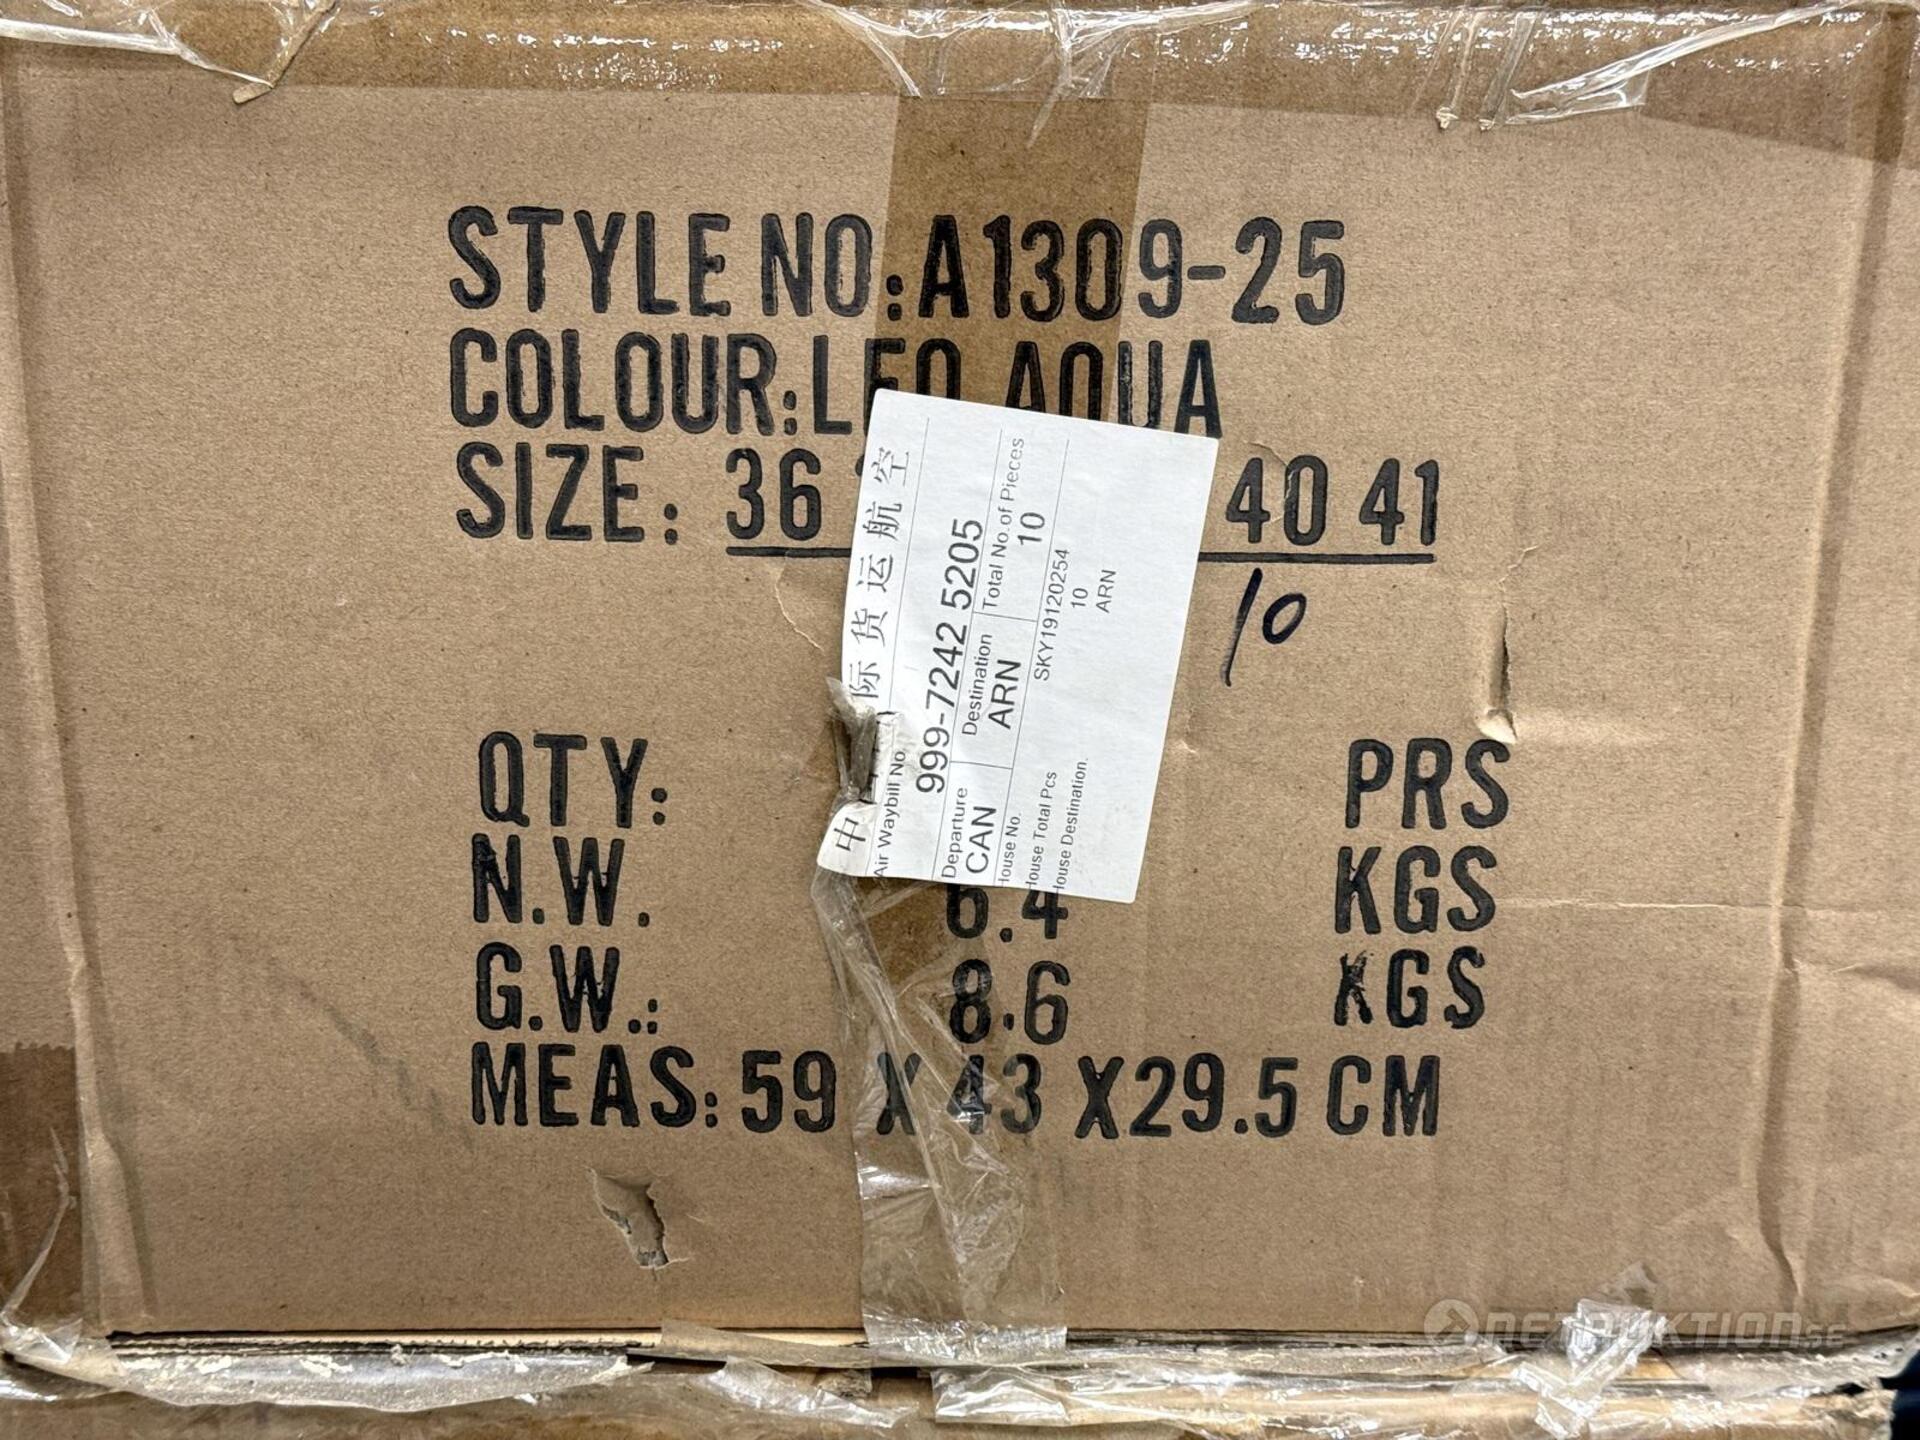 STYLE NO:A1309-25
COLOUR:LEO AQUA
SIZE: 36 40 41
10
QTY: PRS
N.W. 6.4 KGS
G.W.: 8.6 KGS
MEAS:59 X 43 X29.5 CM
中 际货运航空
Air Waybill No.
999-7242 5205
Departure Destination Total No. of Pieces
CAN ARN 10
House No. SKY19120254
House Total Pcs 10
House Destination. ARN
NETAUKTION.SE